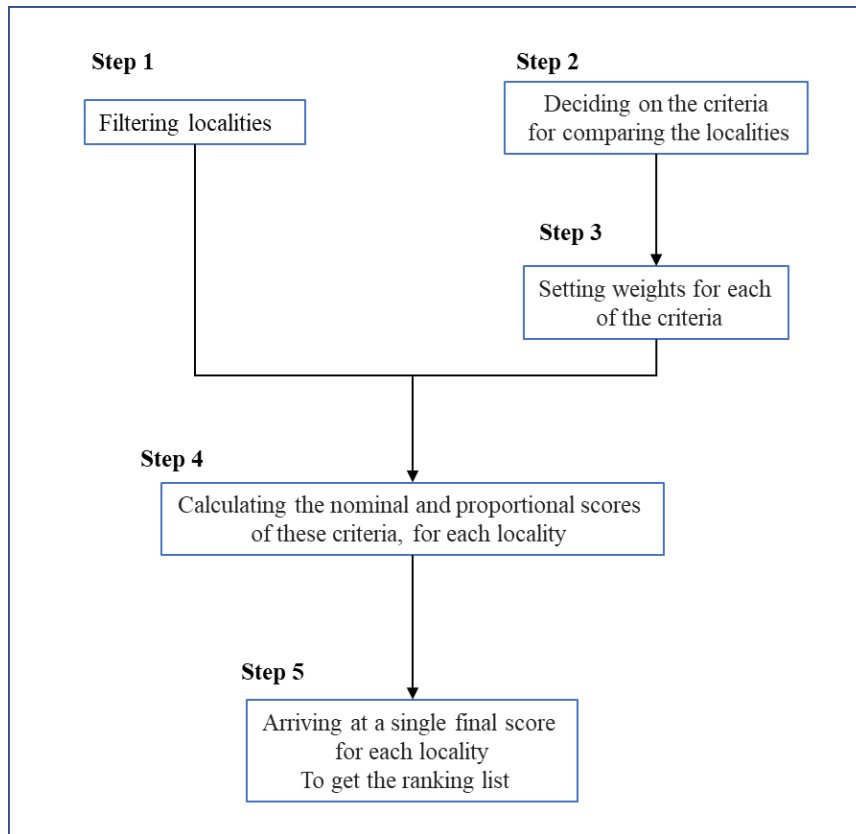 Step 1
Filtering localities
Step 2
Deciding on the criteria
for comparing the localities
Step 3
Setting weights for each
of the criteria
Step 4
Calculating the nominal and proportional scores
of these criteria, for each locality
Step 5
Arriving at a single final score
for each locality
To get the ranking list